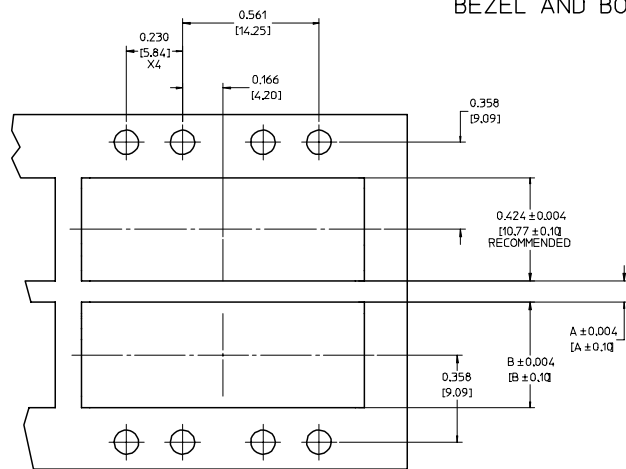 BEZEL AND BO
0.561
[14.25]
0.230
[5.84]
X4
0.166
[4.20]
0.358
[9.09]
0.424 ±0.004
[10.77 ±0.10]
RECOMMENDED
A ±0.004
[A ±0.10]
B ±0.004
[B ±0.10]
0.358
[9.09]